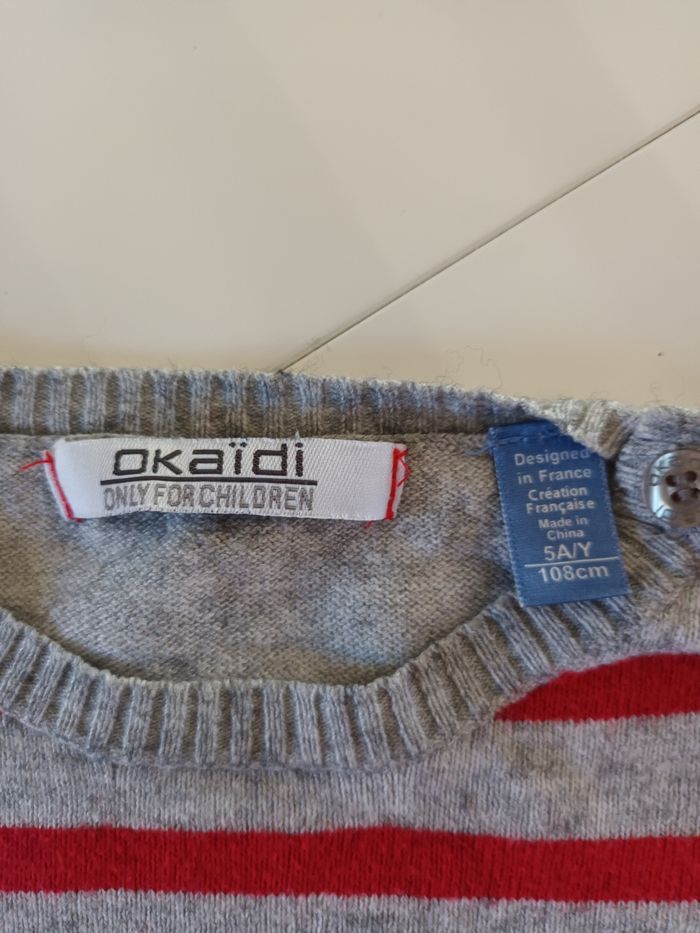 okaïdi
ONLY FOR CHILDREN
Designed
in France
Création
Française
Made in
China
5A/Y
108cm